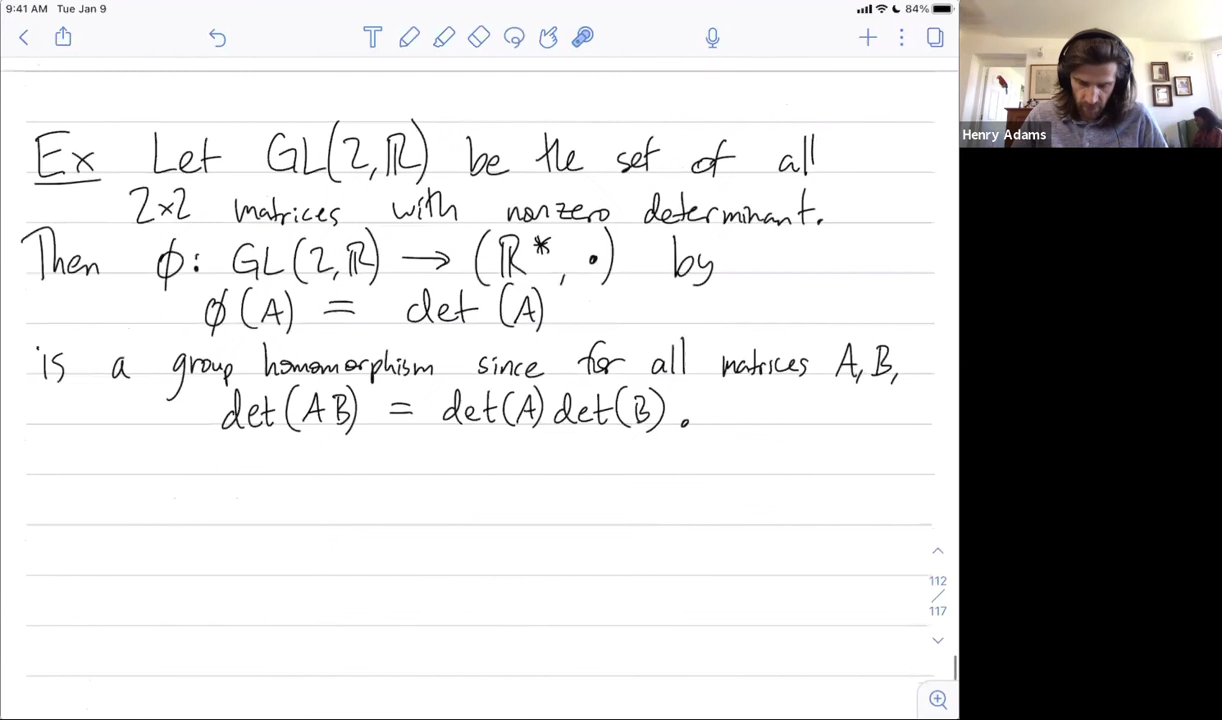 9:41 AM Tue Jan 9
84%
Ex Let GL(2,ℝ) be the set of all
2×2 matrices with nonzero determinant.
Then ϕ: GL(2,ℝ) → (ℝ*, •) by
ϕ(A) = det (A)
is a group homomorphism since for all matrices A, B,
det(AB) = det(A) det(B).
112
/
117
Henry Adams